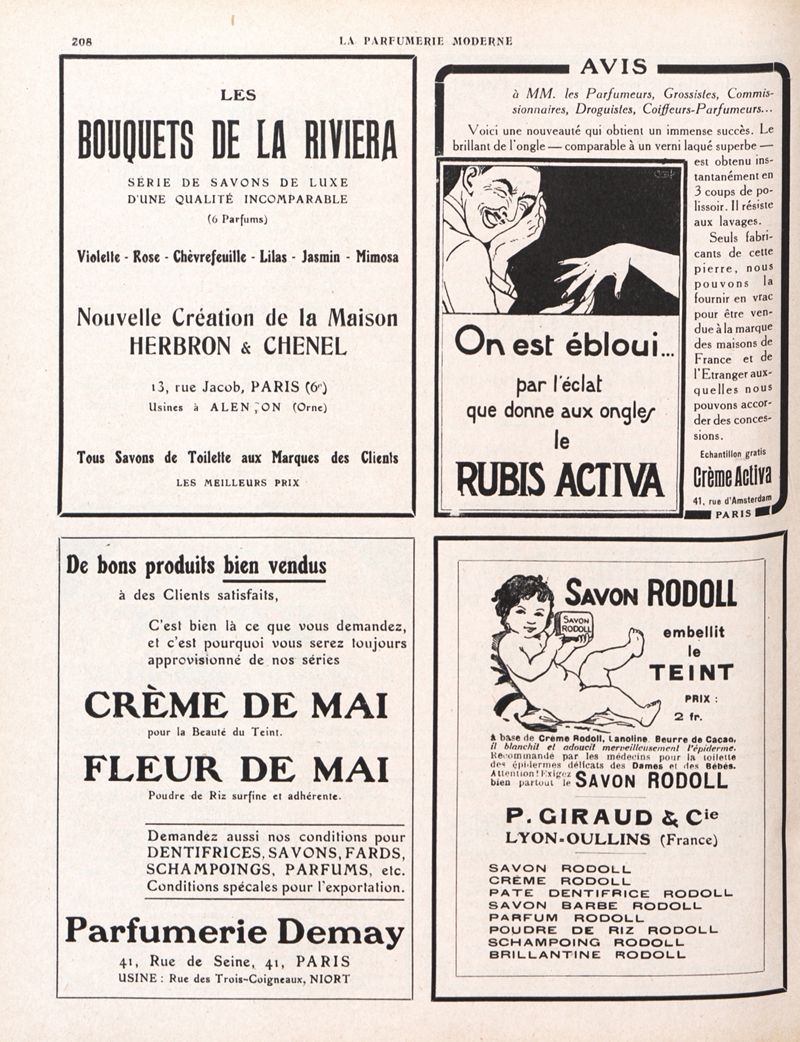 208
LA PARFUMERIE MODERNE
LES
BOUQUETS DE LA RIVIERA
SÉRIE DE SAVONS DE LUXE
D'UNE QUALITÉ INCOMPARABLE
(6 Parfums)
Violette - Rose - Chèvrefeuille - Lilas - Jasmin - Mimosa
Nouvelle Création de la Maison
HERBRON & CHENEL
13, rue Jacob, PARIS (6e)
Usines à ALENÇON (Orne)
Tous Savons de Toilette aux Marques des Clients
LES MEILLEURS PRIX
AVIS
à MM. les Parfumeurs, Grossistes, Commis-
sionnaires, Droguistes, Coiffeurs-Parfumeurs...
Voici une nouveauté qui obtient un immense succès. Le
brillant de l'ongle — comparable à un verni laqué superbe —
est obtenu ins-
tantanément en
3 coups de po-
lissoir. Il résiste
aux lavages.
Seuls fabri-
cants de cette
pierre, nous
pouvons la
fournir en vrac
pour être ven-
due à la marque
des maisons de
France et de
l'Etranger aux-
quelles nous
pouvons accor-
der des conces-
sions.
Echantillon gratis
Crème Activa
41, rue d'Amsterdam
PARIS
On est ébloui...
par l'éclat
que donne aux ongles
le
RUBIS ACTIVA
De bons produits bien vendus
à des Clients satisfaits,
C'est bien là ce que vous demandez,
et c'est pourquoi vous serez toujours
approvisionné de nos séries
CRÈME DE MAI
pour la Beauté du Teint.
FLEUR DE MAI
Poudre de Riz surfine et adhérente.
Demandez aussi nos conditions pour
DENTIFRICES, SAVONS, FARDS,
SCHAMPOINGS, PARFUMS, etc.
Conditions spécales pour l'exportation.
Parfumerie Demay
41, Rue de Seine, 41, PARIS
USINE : Rue des Trois-Coigneaux, NIORT
SAVON RODOLL
SAVON
RODOLL
embellit
le
TEINT
PRIX :
2 fr.
à base de Crème Rodoll, Lanoline, Beurre de Cacao,
il blanchit et adoucit merveilleusement l'épiderme.
Recommandé par les médecins pour la toilette
des épidermes délicats des Dames et des Bébés.
Attention! Exigez
bien partout le SAVON RODOLL
P. GIRAUD & Cie
LYON-OULLINS (France)
SAVON RODOLL
CRÈME RODOLL
PATE DENTIFRICE RODOLL
SAVON BARBE RODOLL
PARFUM RODOLL
POUDRE DE RIZ RODOLL
SCHAMPOING RODOLL
BRILLANTINE RODOLL